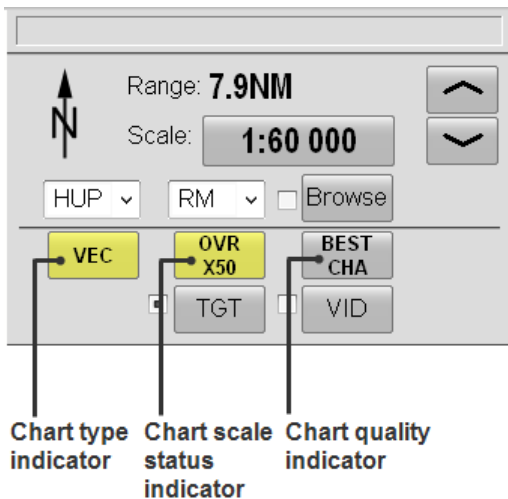 Range: 7.9NM
Scale: 1:60 000
HUP RM Browse
VEC OVR X50 BEST CHA
TGT VID
Chart type indicator
Chart scale status indicator
Chart quality indicator